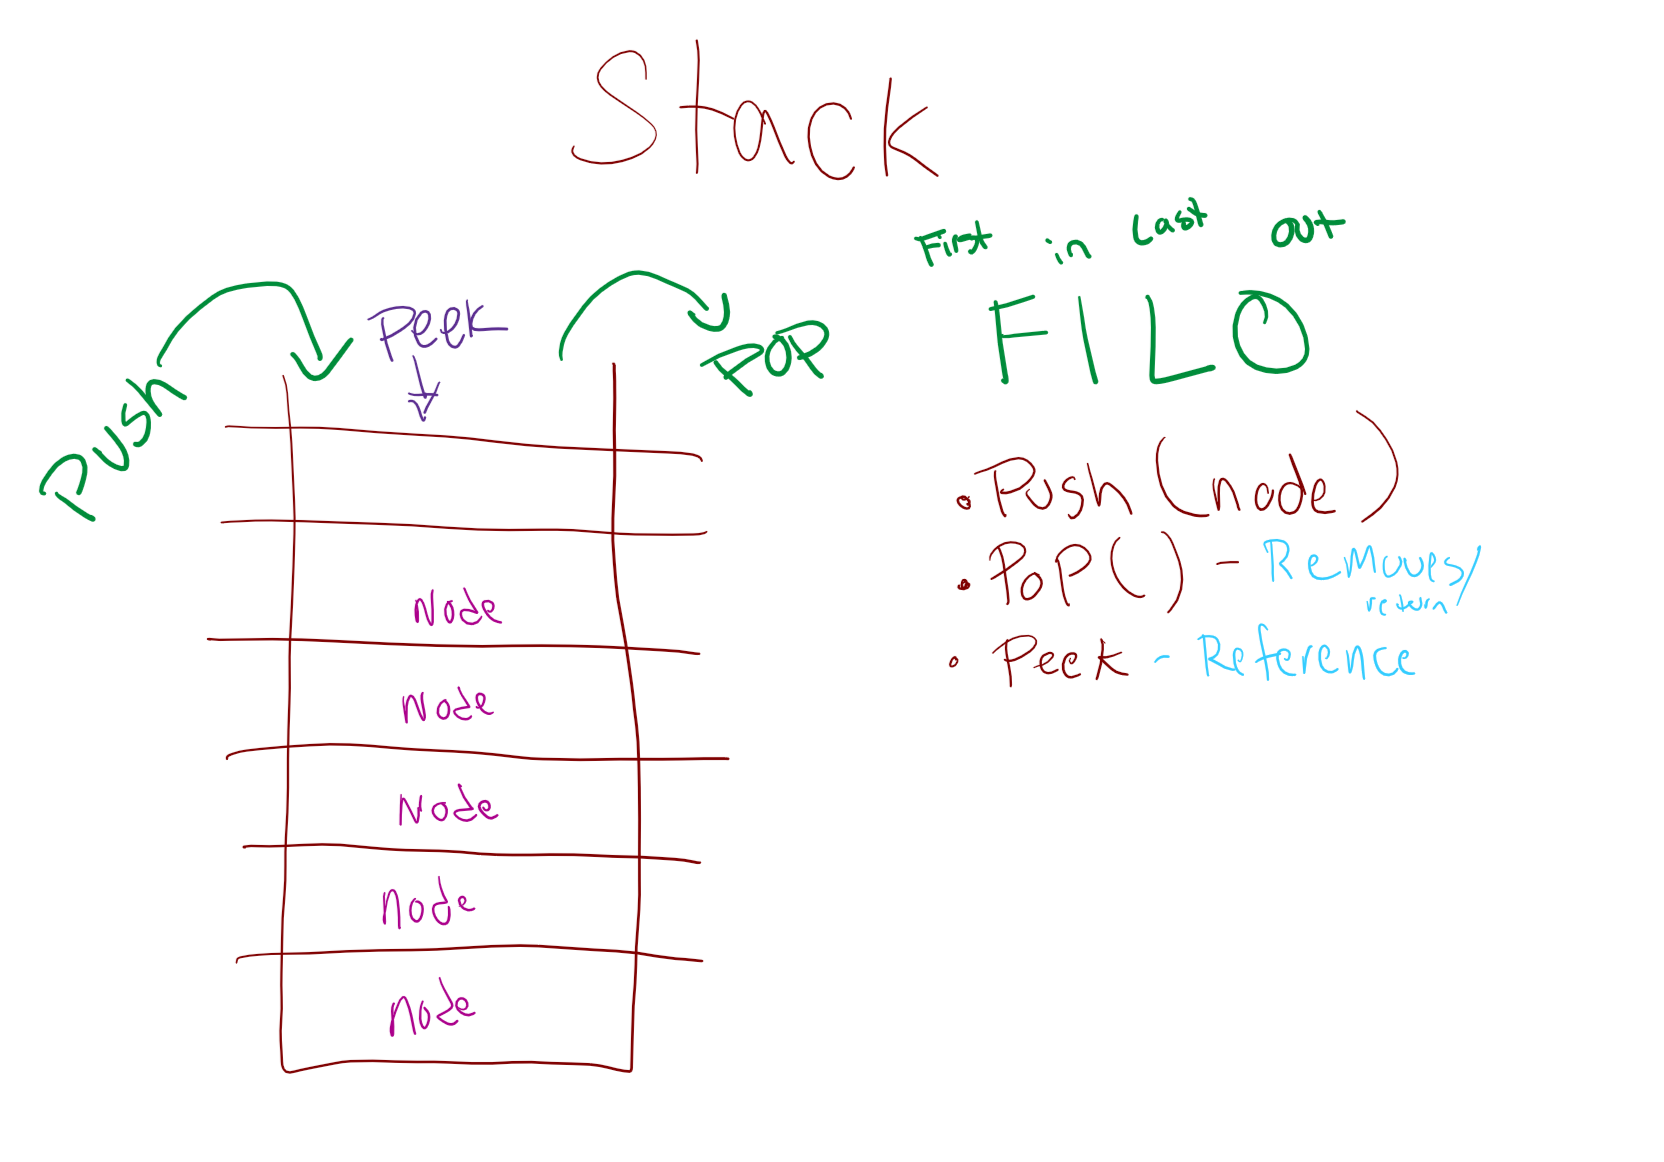 Stack
First in Last out
FILO
Push
Peek
POP
• Push (node)
• PoP() - Removes/
return
• Peek - Reference
Node
Node
Node
Node
Node